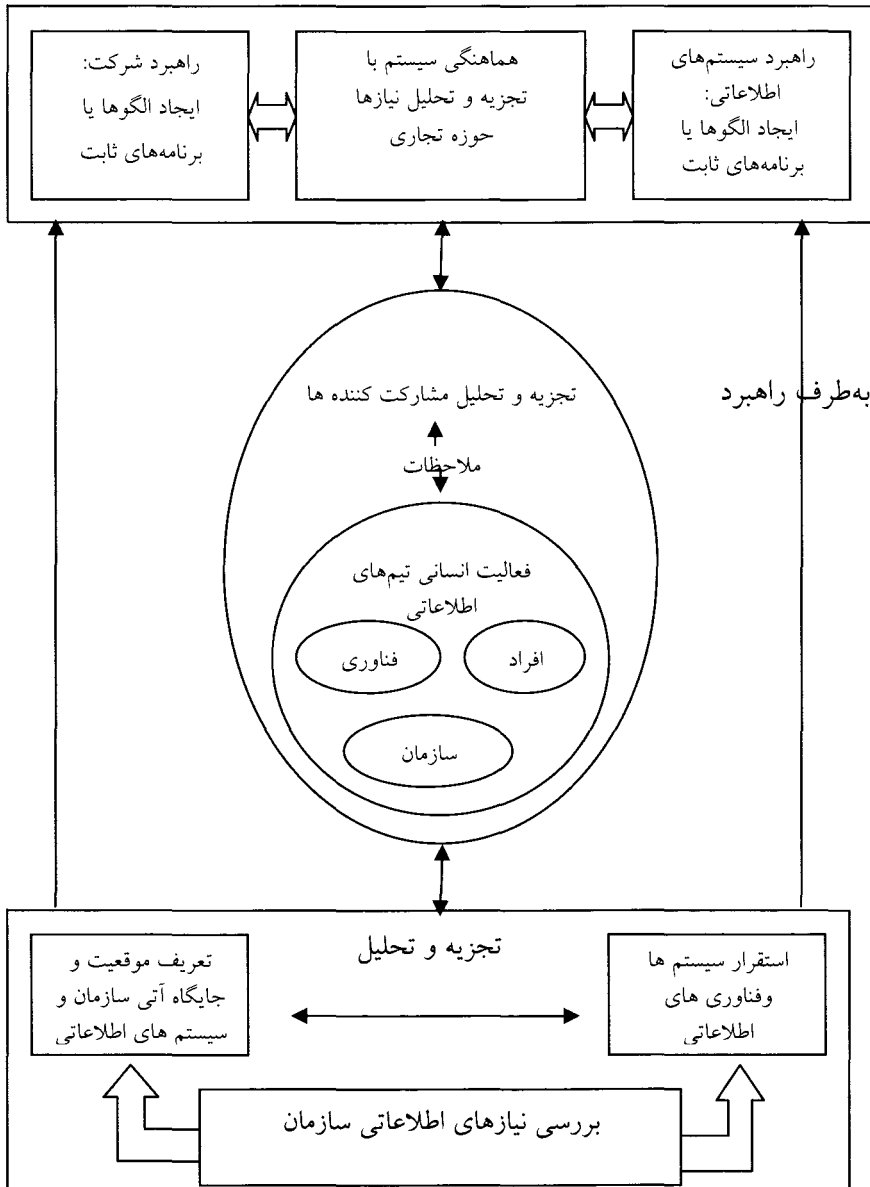 راهبرد سیستم‌های
اطلاعاتی:
ایجاد الگوها یا
برنامه‌های ثابت
هماهنگی سیستم با
تجزیه و تحلیل نیازها
حوزه تجاری
راهبرد شرکت:
ایجاد الگوها یا
برنامه‌های ثابت
به‌طرف راهبرد
تجزیه و تحلیل مشارکت کننده ها
ملاحظات
فعالیت انسانی تیم‌های
اطلاعاتی
افراد
فناوری
سازمان
تجزیه و تحلیل
استقرار سیستم ها
وفناوری های
اطلاعاتی
تعریف موقعیت و
جایگاه آتی سازمان و
سیستم های اطلاعاتی
بررسی نیازهای اطلاعاتی سازمان